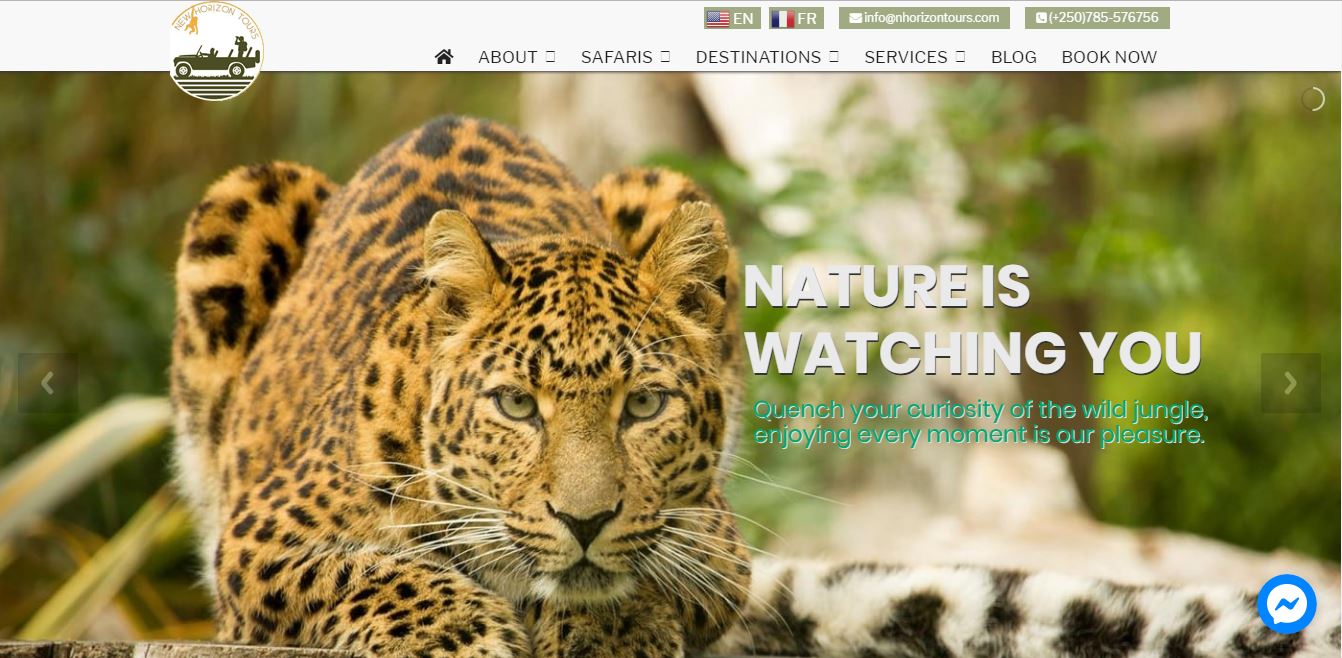 NEW HORIZON TOURS
EN
FR
info@nhorizontours.com
(+250)785-576756
ABOUT
SAFARIS
DESTINATIONS
SERVICES
BLOG
BOOK NOW
NATURE IS
WATCHING YOU
Quench your curiosity of the wild jungle,
enjoying every moment is our pleasure.